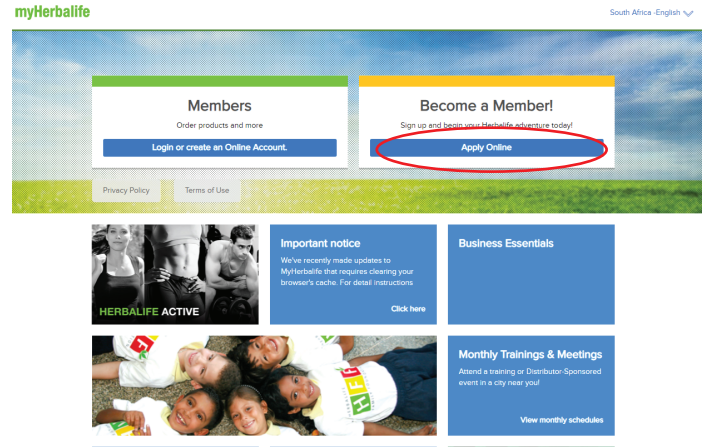 myHerbalife
South Africa -English
Members
Order products and more
Login or create an Online Account.
Become a Member!
Sign up and begin your Herbalife adventure today!
Apply Online
Privacy Policy
Terms of Use
HERBALIFE ACTIVE
Important notice
We've recently made updates to
MyHerbalife that requires clearing your
browser's cache. For detail instructions
Click here
Business Essentials
Monthly Trainings & Meetings
Attend a training or Distributor-Sponsored
event in a city near you!
View monthly schedules